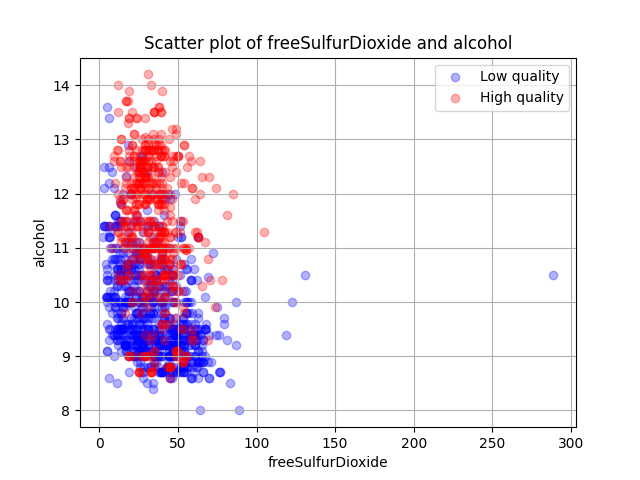 Scatter plot of freeSulfurDioxide and alcohol
Low quality
High quality
14
13
12
11
10
9
8
alcohol
0
50
100
150
200
250
300
freeSulfurDioxide